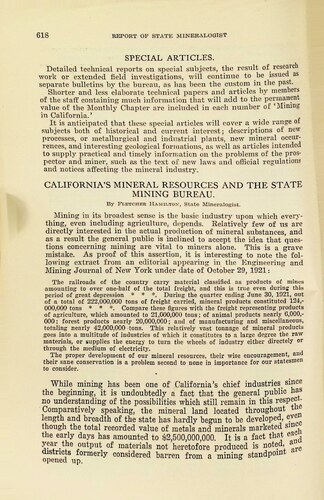 618 REPORT OF STATE MINERALOGIST
SPECIAL ARTICLES.
Detailed technical reports on special subjects, the result of research
work or extended field investigations, will continue to be issued as
separate bulletins by the bureau, as has been the custom in the past.
Shorter and less elaborate technical papers and articles by members
of the staff containing much information that will add to the permanent
value of the Monthly Chapter are included in each number of 'Mining
in California.'
It is anticipated that these special articles will cover a wide range of
subjects both of historical and current interest; descriptions of new
processes, or metallurgical and industrial plants, new mineral occur-
rences, and interesting geological formations, as well as articles intended
to supply practical and timely information on the problems of the pros-
pector and miner, such as the text of new laws and official regulations
and notices affecting the mineral industry.
CALIFORNIA'S MINERAL RESOURCES AND THE STATE
MINING BUREAU.
By FLETCHER HAMILTON, State Mineralogist.
Mining in its broadest sense is the basic industry upon which every-
thing, even including agriculture, depends. Relatively few of us are
directly interested in the actual production of mineral substances, and
as a result the general public is inclined to accept the idea that ques-
tions concerning mining are vital to miners alone. This is a grave
mistake. As proof of this assertion, it is interesting to note the fol-
lowing extract from an editorial appearing in the Engineering and
Mining Journal of New York under date of October 29, 1921:
The railroads of the country carry material classified as products of mines
amounting to over one-half of the total freight, and this is true even during this
period of great depression * * *. During the quarter ending June 30, 1921, out
of a total of 222,000,000 tons of freight carried, mineral products constituted 124,-
000,000 tons * * *. Compare these figures with the freight represented by products
of agriculture, which amounted to 21,000,000 tons; of animal products nearly 6,000,-
000; forest products nearly 20,000,000; and of manufacturing and miscellaneous,
totaling nearly 42,000,000 tons. This relatively vast tonnage of mineral products
goes into a multitude of industries of which it constitutes to a large degree the raw
materials, or supplies the energy to turn the wheels of industry either directly or
through the medium of electricity.
The proper development of our mineral resources, their wise encouragement, and
their sane conservation is a problem second to none in importance for our statesmen
to consider.
While mining has been one of California's chief industries since
the beginning, it is undoubtedly a fact that the general public has
no understanding of the possibilities which still remain in this respect.
Comparatively speaking, the mineral land located throughout the
length and breadth of the state has hardly begun to be developed, even
though the total recorded value of metals and minerals marketed since
the early days has amounted to $2,500,000,000. It is a fact that each
year the output of materials not heretofore produced is noted, and
districts formerly considered barren from a mining standpoint are
opened up.